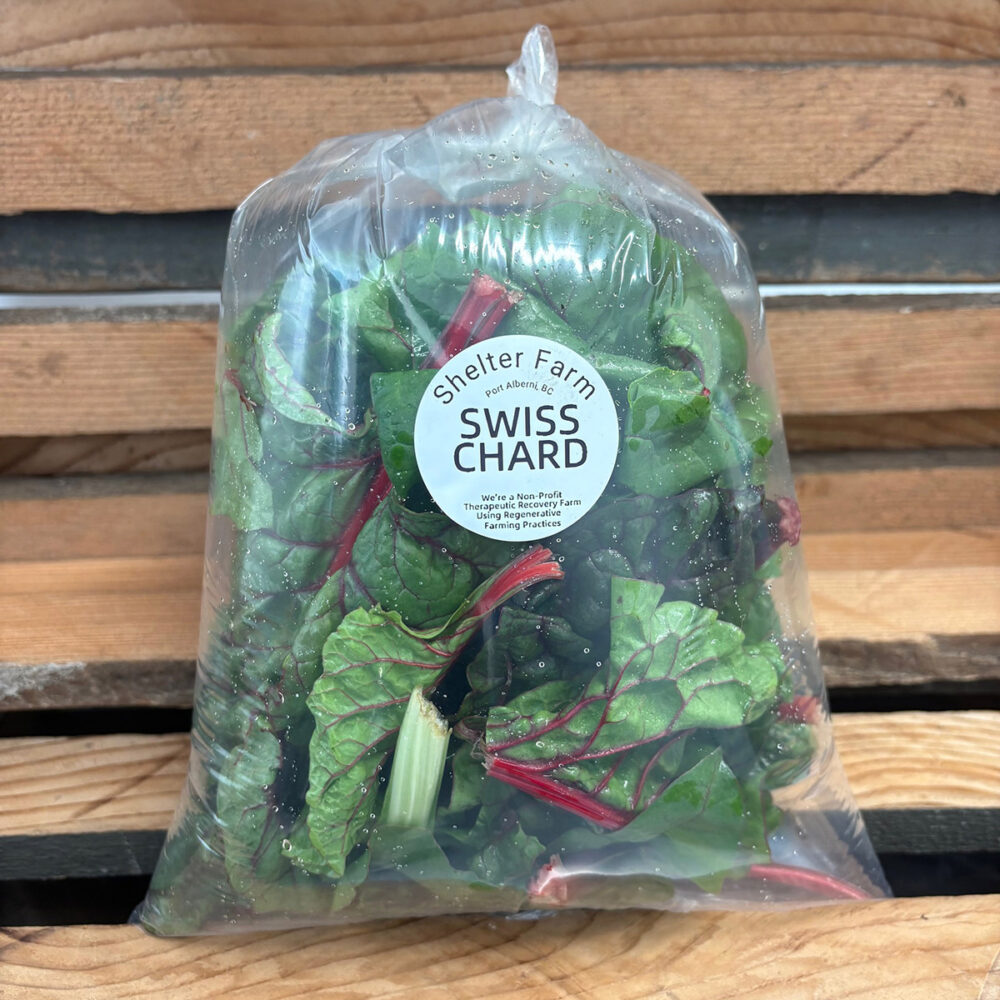 Shelter Farm
Port Alberni, BC
SWISS
CHARD
We're a Non-Profit
Therapeutic Recovery Farm
Using Regenerative
Farming Practices